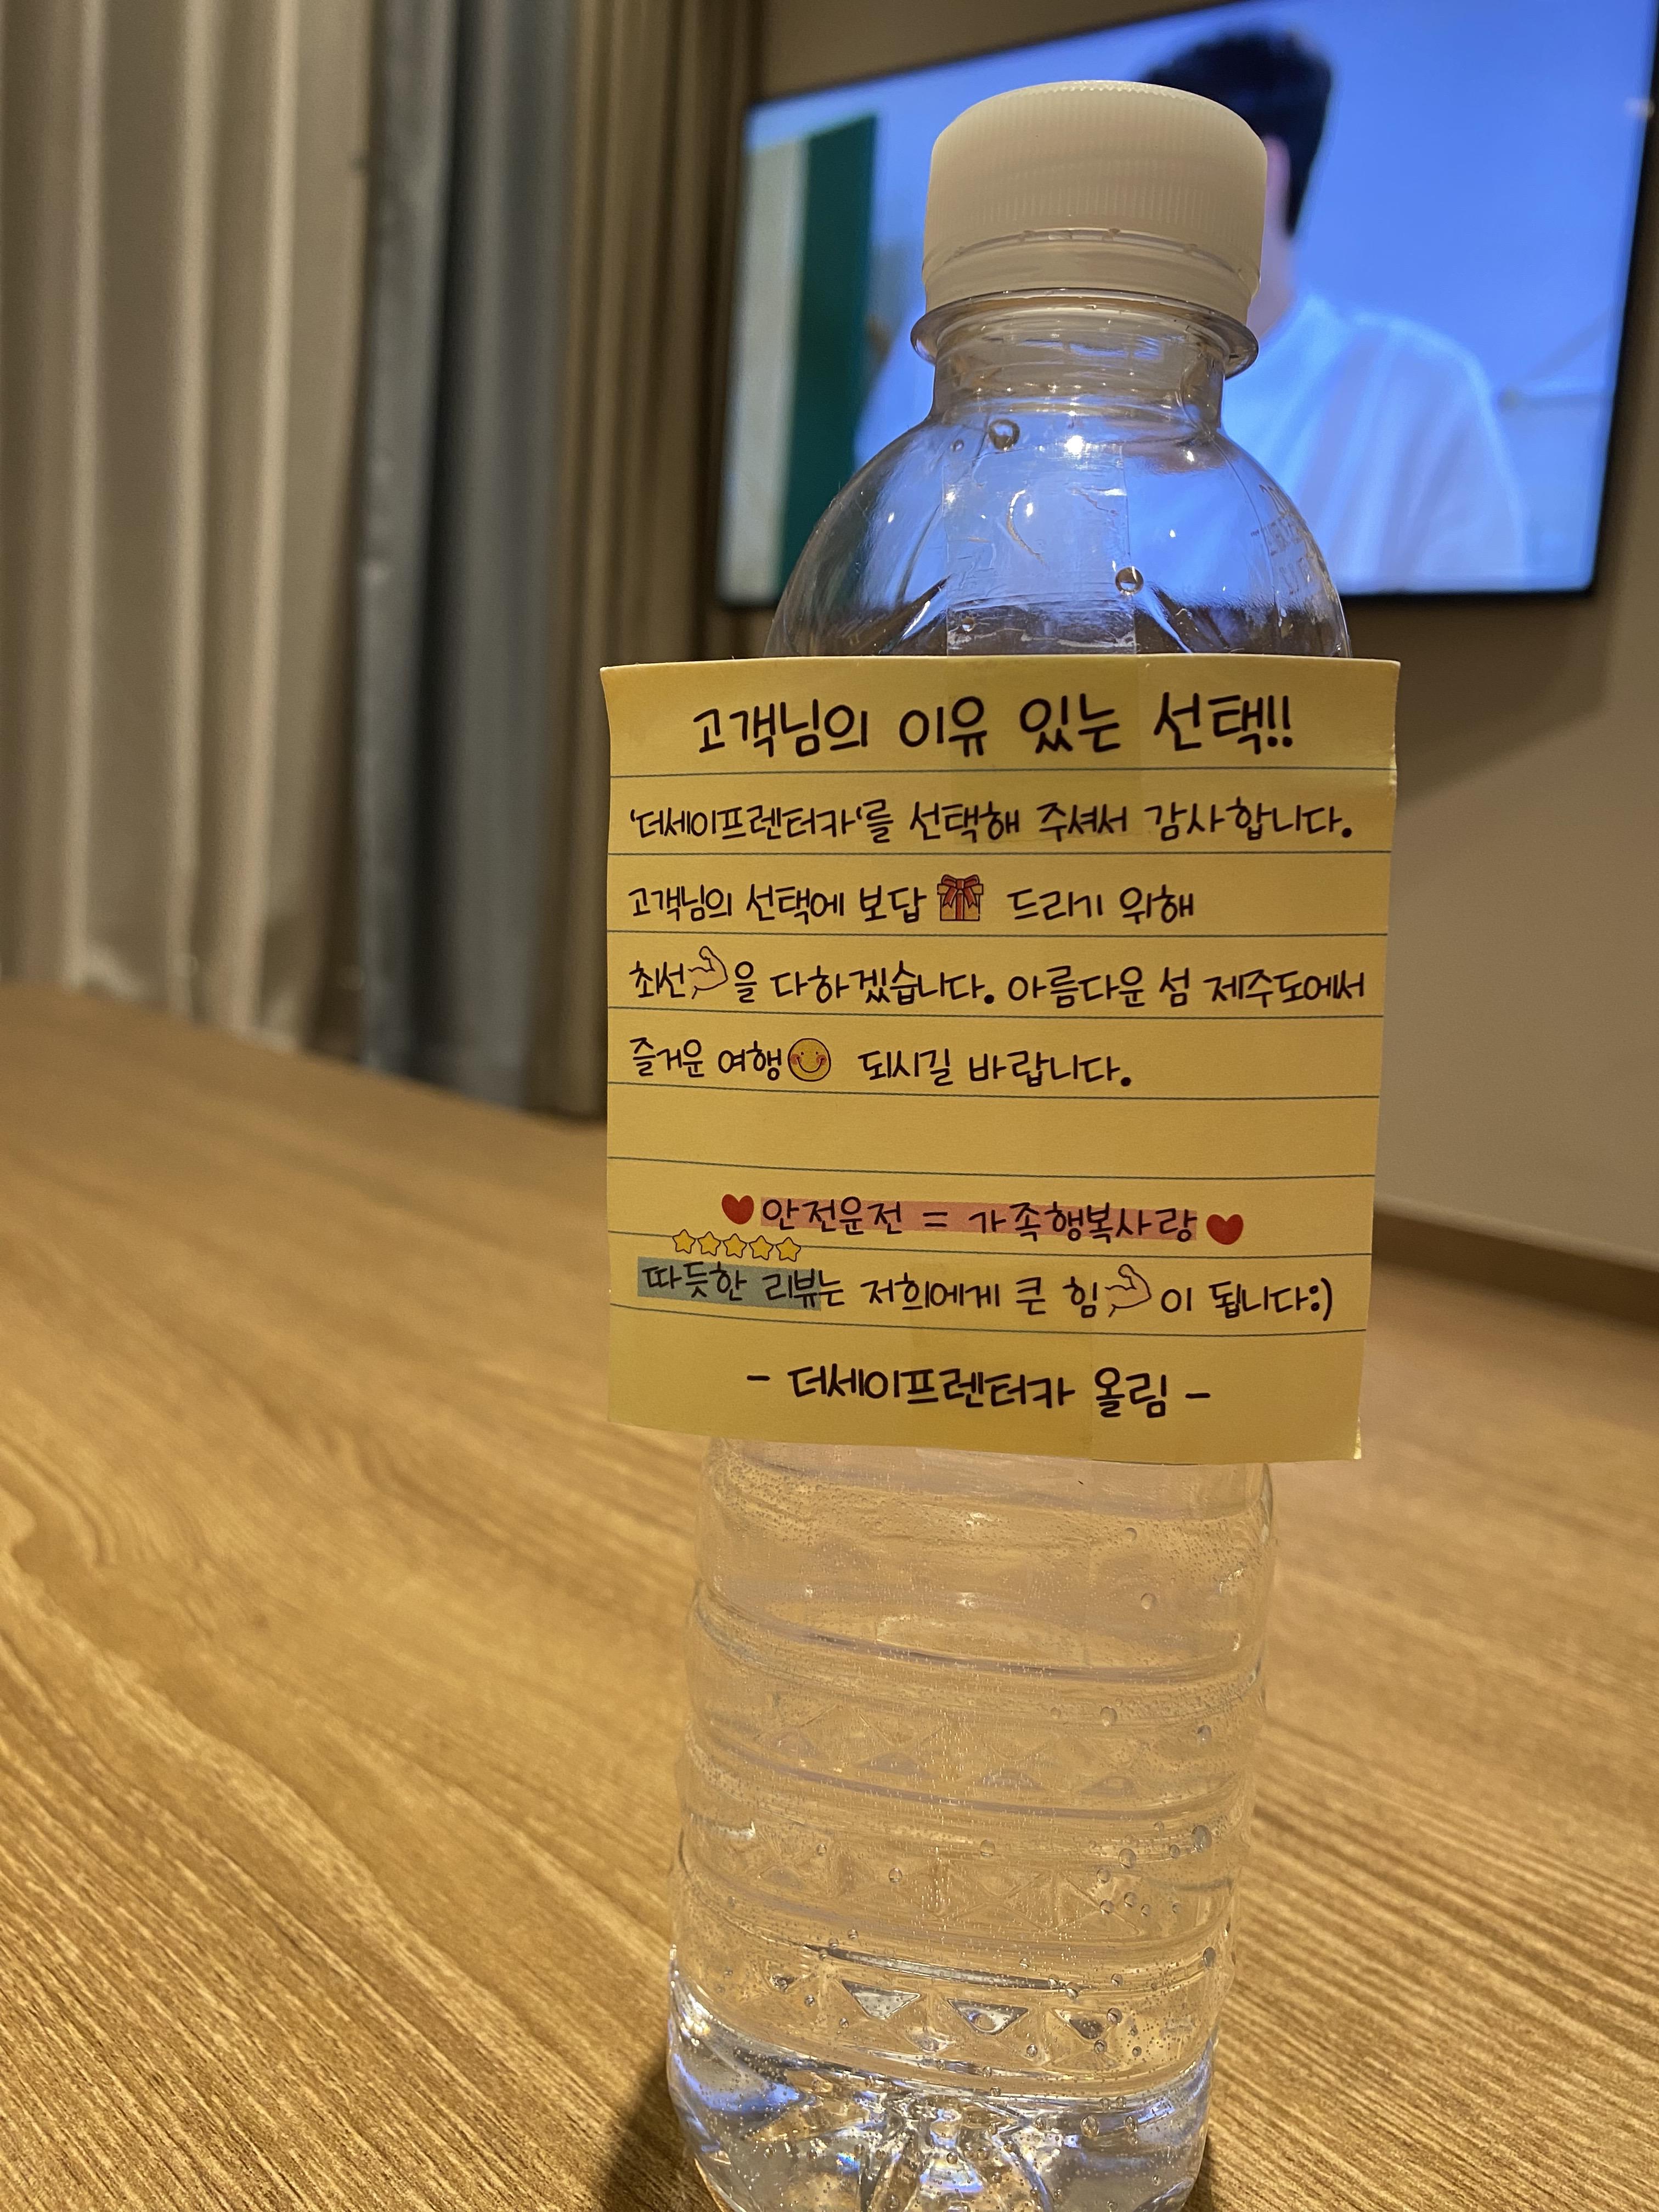 고객님의 이유 있는 선택!!
'더세이프렌터카'를 선택해 주셔서 감사합니다.
고객님의 선택에 보답 드리기 위해
최선을 다하겠습니다. 아름다운 섬 제주도에서
즐거운 여행 되시길 바랍니다.
안전운전 = 가족행복사랑
따듯한 리뷰는 저희에게 큰 힘이 됩니다:)
- 더세이프렌터카 올림 -